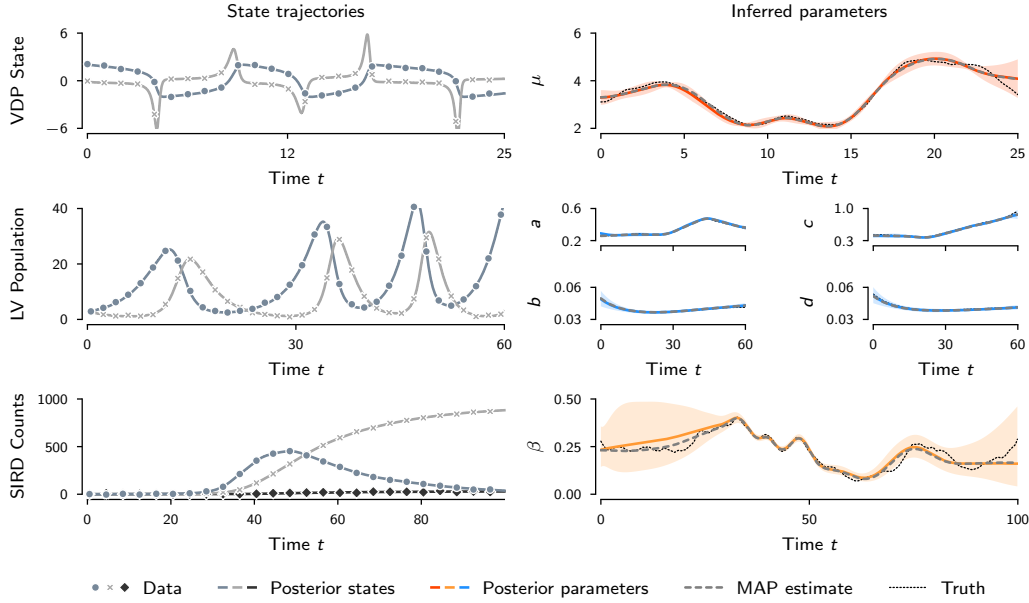 State trajectories
Inferred parameters
VDP State
6
0
−6
0
12
25
Time t
μ
6
4
2
0
5
10
15
20
25
Time t
LV Population
40
20
0
0
30
60
Time t
a
0.6
0.2
c
1.0
0.3
b
0.06
0.03
0
30
60
Time t
d
0.06
0.03
0
30
60
Time t
SIRD Counts
1000
500
0
0
20
40
60
80
Time t
β
0.50
0.25
0.00
0
50
100
Time t
Data
Posterior states
Posterior parameters
MAP estimate
Truth